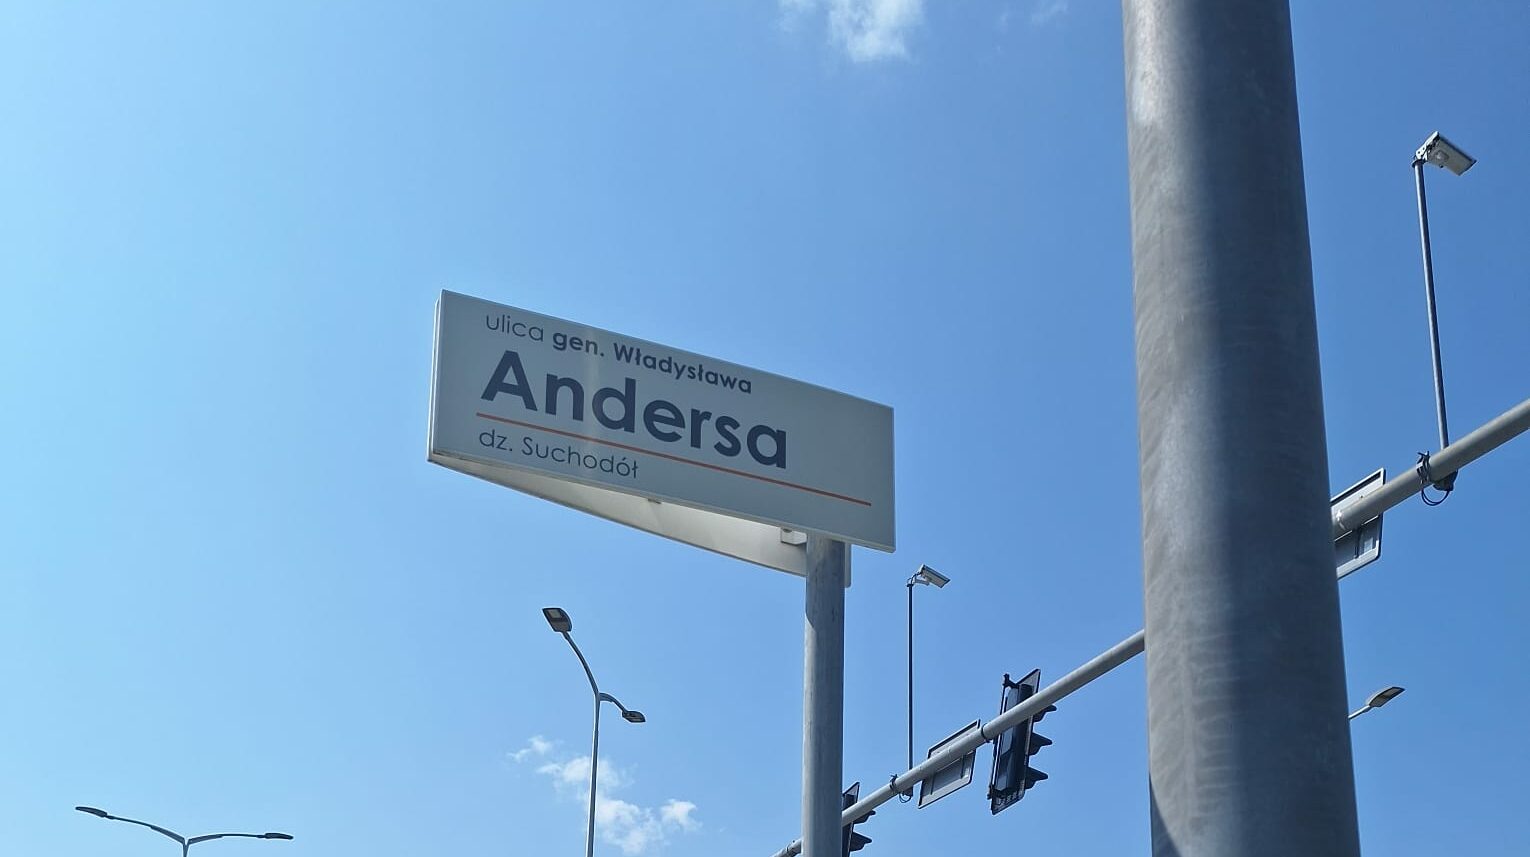 ulica gen. Władysława
Andersa
dz. Suchodół